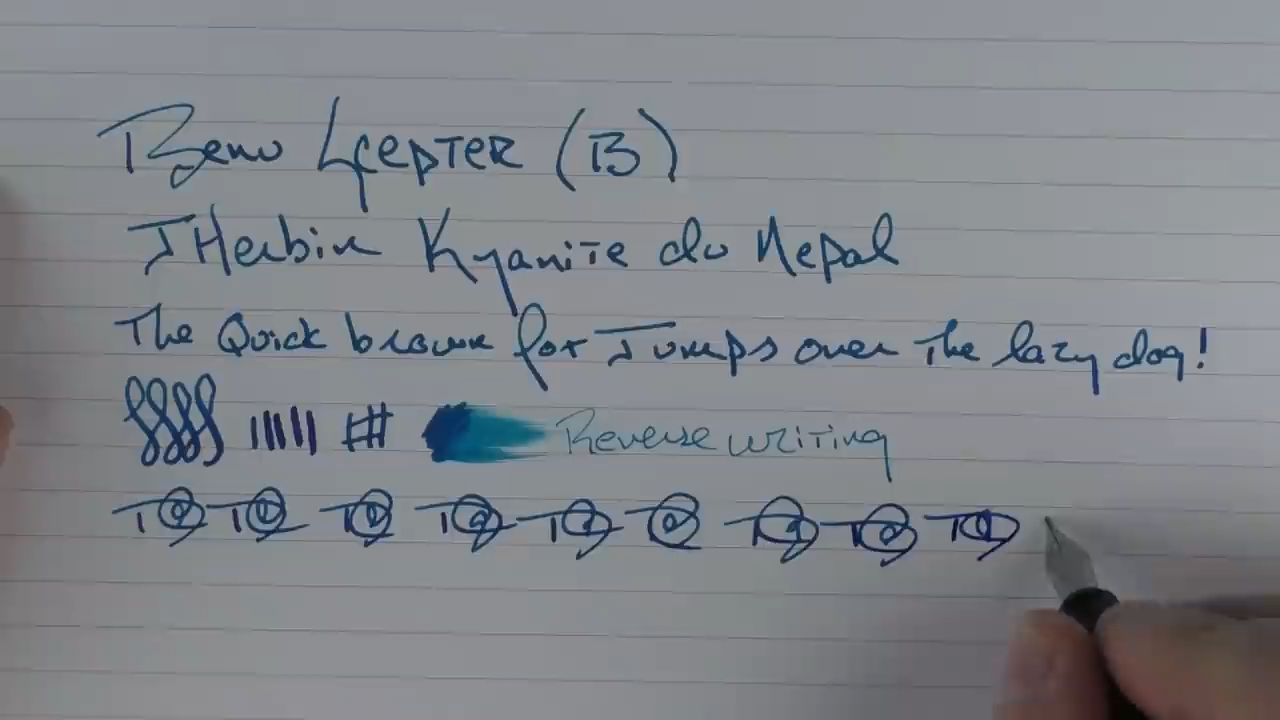 Benu Scepter (B)
J Herbin Kyanite du Nepal
The Quick brown fox Jumps over The lazy dog!
Reverse writing